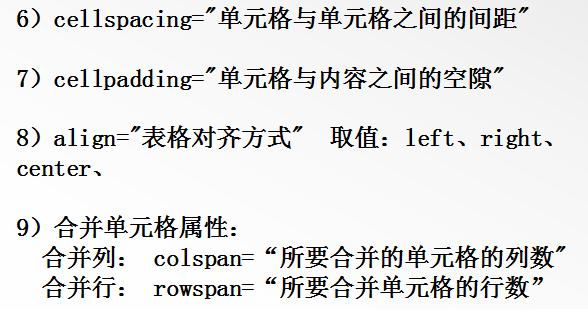 6）cellspacing="单元格与单元格之间的间距"
7）cellpadding="单元格与内容之间的空隙"
8）align="表格对齐方式" 取值：left、right、
center、
9）合并单元格属性：
合并列： colspan=“所要合并的单元格的列数"
合并行： rowspan=“所要合并单元格的行数”